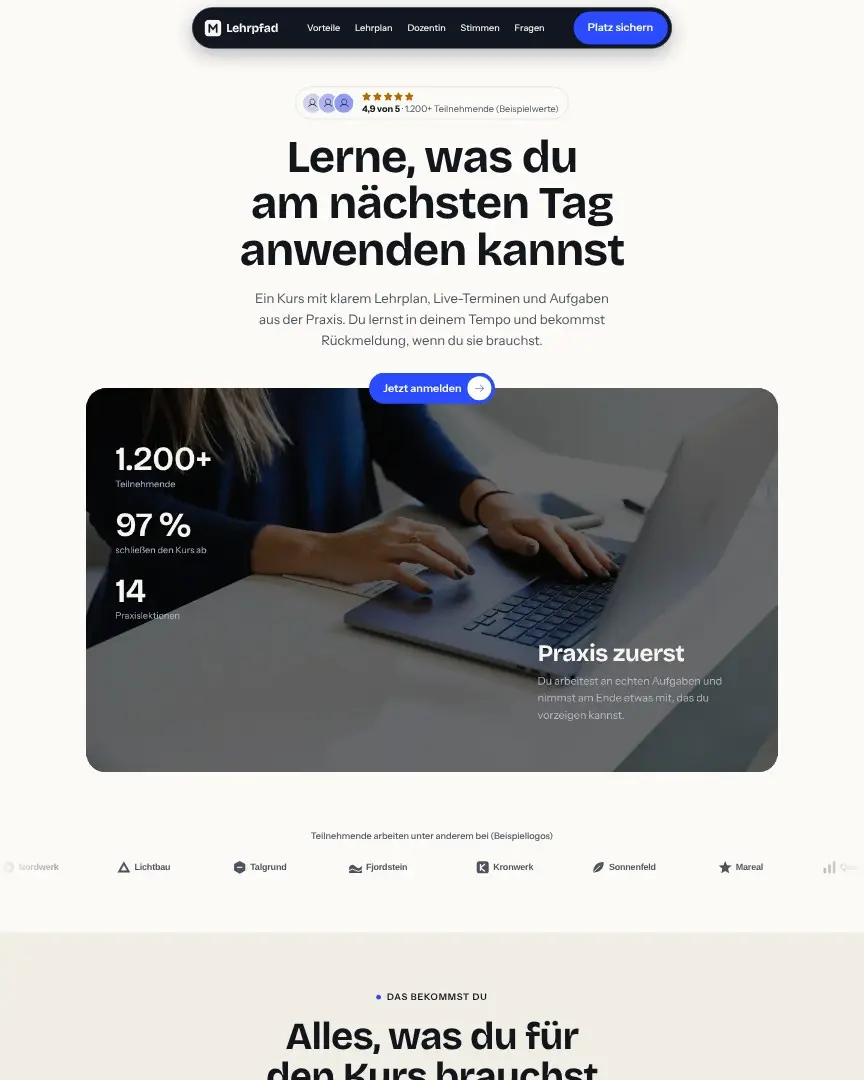 M Lehrpfad
Vorteile Lehrplan Dozentin Stimmen Fragen
Platz sichern
4,9 von 5 · 1.200+ Teilnehmende (Beispielwerte)
Lerne, was du
am nächsten Tag
anwenden kannst
Ein Kurs mit klarem Lehrplan, Live-Terminen und Aufgaben
aus der Praxis. Du lernst in deinem Tempo und bekommst
Rückmeldung, wenn du sie brauchst.
Jetzt anmelden
1.200+
Teilnehmende
97 %
schließen den Kurs ab
14
Praxislektionen
Praxis zuerst
Du arbeitest an echten Aufgaben und
nimmst am Ende etwas mit, das du
vorzeigen kannst.
Teilnehmende arbeiten unter anderem bei (Beispiellogos)
Nordwerk Lichtbau Talgrund Fjordstein K Kronwerk Sonnenfeld Mareal
DAS BEKOMMST DU
Alles, was du für
den Kurs brauchst